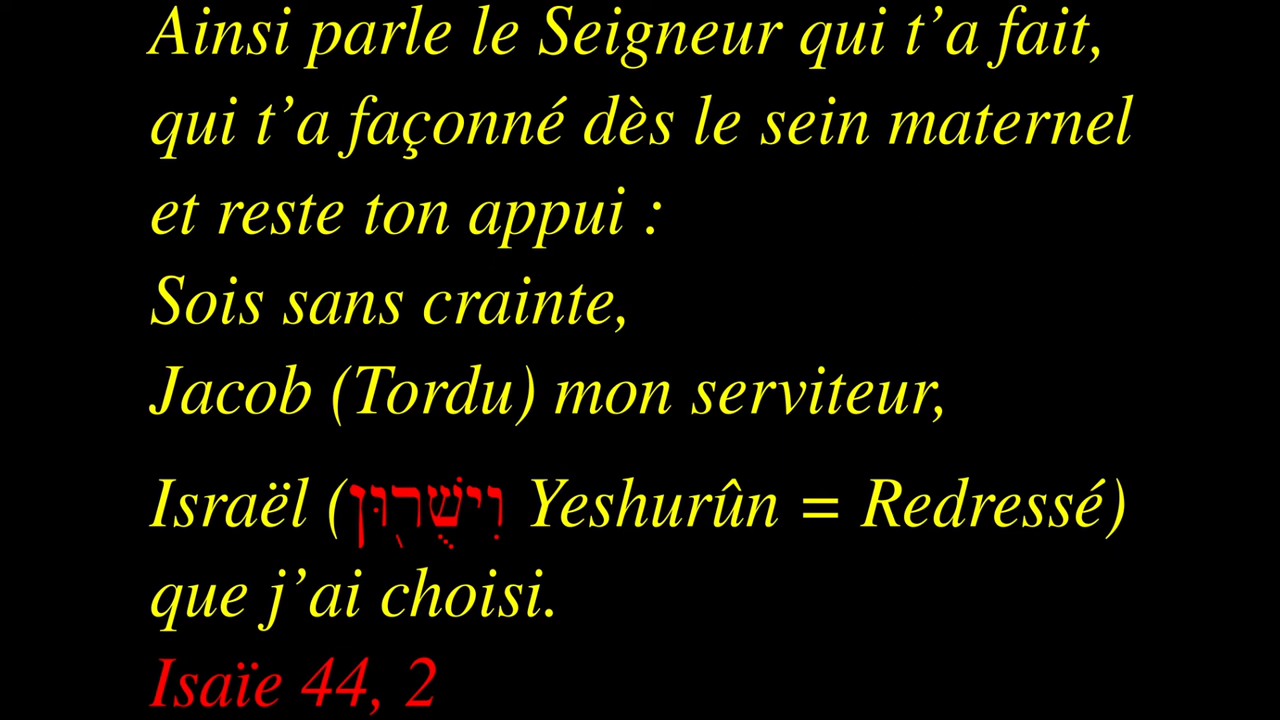 Ainsi parle le Seigneur qui t’a fait,
qui t’a façonné dès le sein maternel
et reste ton appui :
Sois sans crainte,
Jacob (Tordu) mon serviteur,
Israël (וִישֻׁר֖וּן Yeshurûn = Redressé)
que j’ai choisi.
Isaïe 44, 2